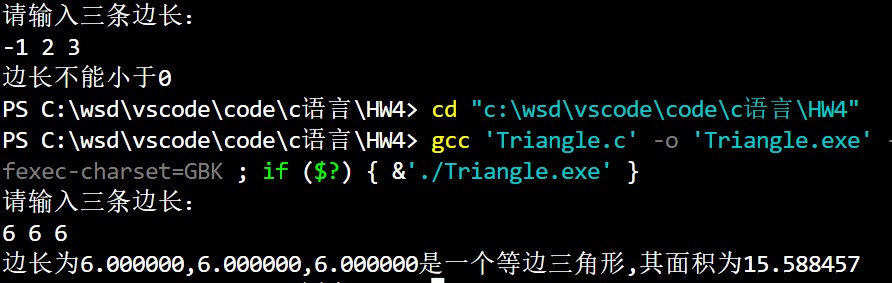 请输入三条边长：
-1 2 3
边长不能小于0
PS C:\wsd\vscode\code\c语言\HW4> cd "c:\wsd\vscode\code\c语言\HW4"
PS C:\wsd\vscode\code\c语言\HW4> gcc 'Triangle.c' -o 'Triangle.exe' -
fexec-charset=GBK ; if ($?) { &'./Triangle.exe' }
请输入三条边长：
6 6 6
边长为6.000000,6.000000,6.000000是一个等边三角形,其面积为15.588457